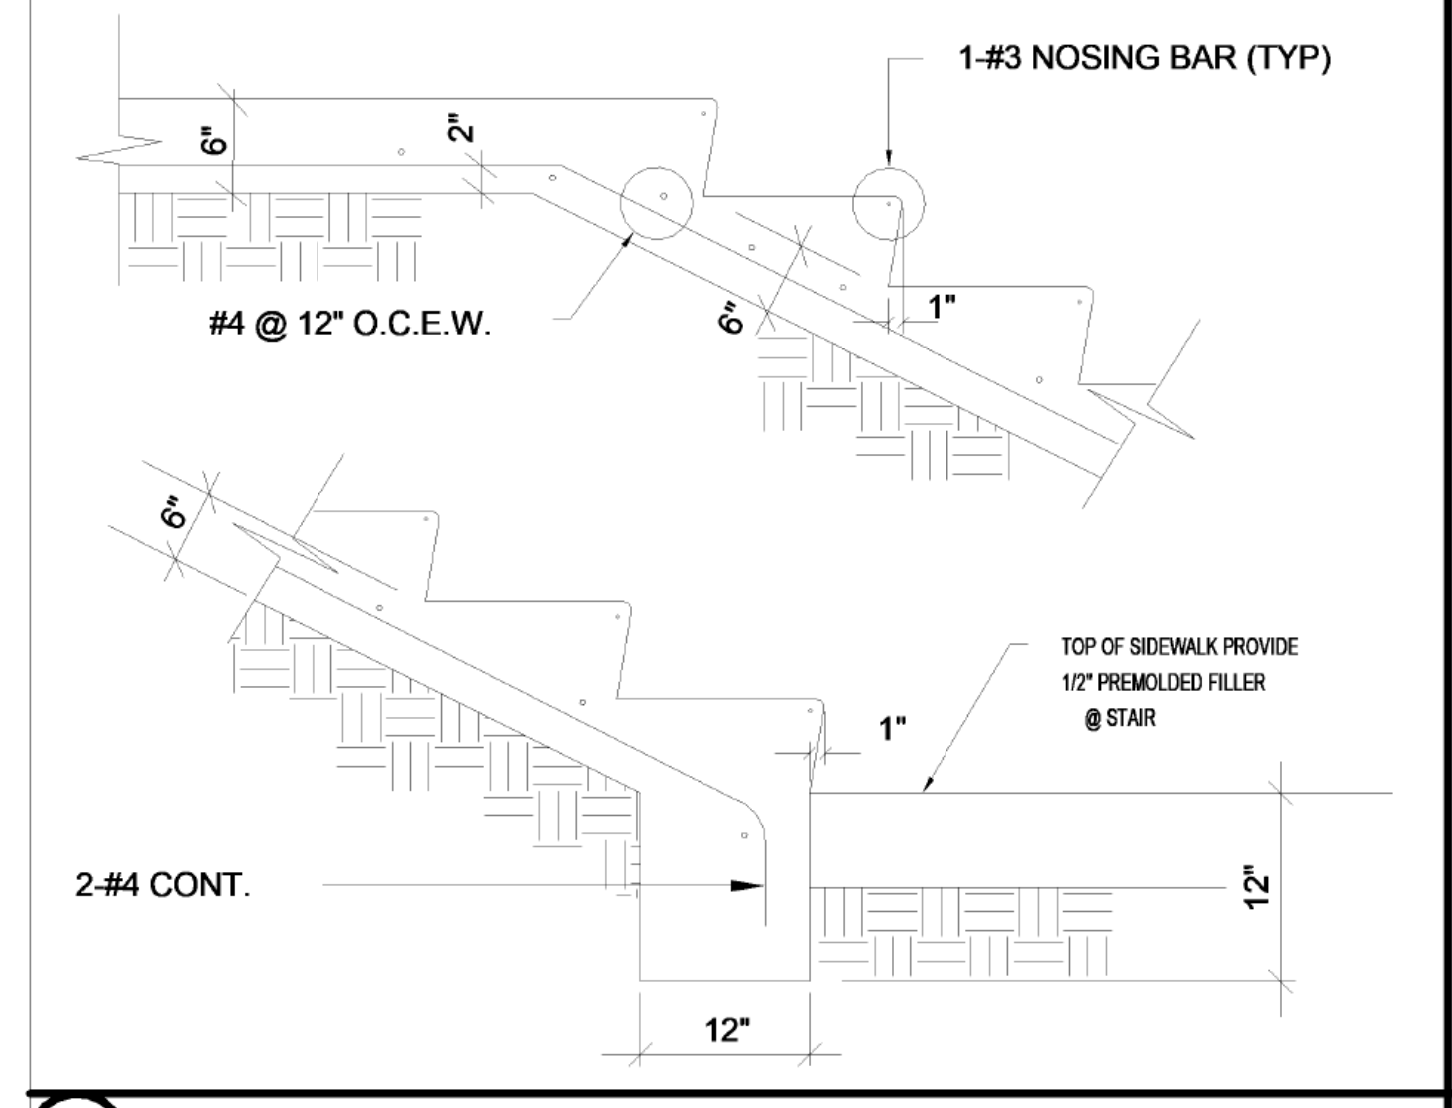 1-#3 NOSING BAR (TYP)
6"
2"
#4 @ 12" O.C.E.W.
6"
1"
6"
TOP OF SIDEWALK PROVIDE
1/2" PREMOLDED FILLER
@ STAIR
1"
2-#4 CONT.
12"
12"